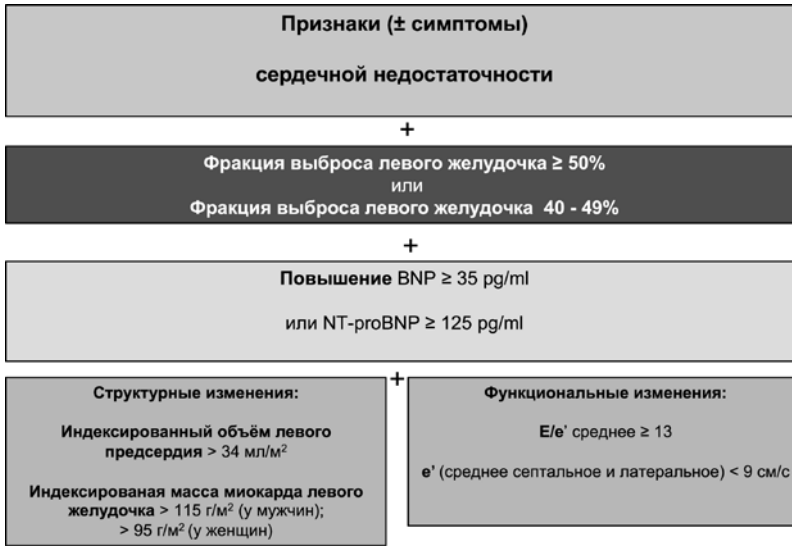 Признаки (± симптомы)
сердечной недостаточности
+
Фракция выброса левого желудочка ≥ 50%
или
Фракция выброса левого желудочка 40 - 49%
+
Повышение BNP ≥ 35 pg/ml
или NT-proBNP ≥ 125 pg/ml
+
Структурные изменения:
Индексированный объём левого
предсердия > 34 мл/м²
Индексированая масса миокарда левого
желудочка > 115 г/м² (у мужчин);
> 95 г/м² (у женщин)
Функциональные изменения:
E/e' среднее ≥ 13
e' (среднее септальное и латеральное) < 9 см/с